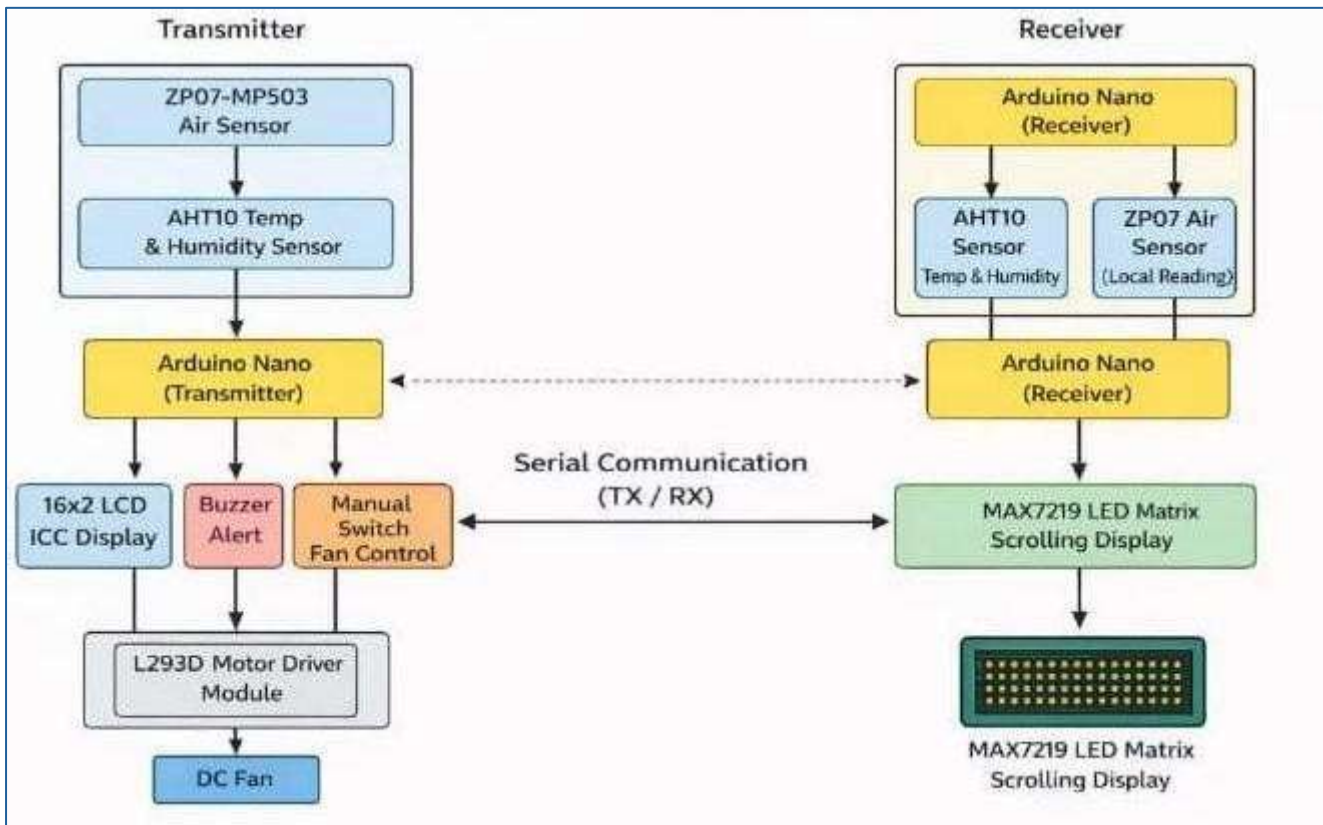 Transmitter
ZP07-MP503
Air Sensor
AHT10 Temp
& Humidity Sensor
Arduino Nano
(Transmitter)
16x2 LCD
ICC Display
Buzzer
Alert
Manual
Switch
Fan Control
L293D Motor Driver
Module
DC Fan
Serial Communication
(TX / RX)
Receiver
Arduino Nano
(Receiver)
AHT10
Sensor
Temp & Humidity
ZP07 Air
Sensor
(Local Reading)
Arduino Nano
(Receiver)
MAX7219 LED Matrix
Scrolling Display
MAX7219 LED Matrix
Scrolling Display